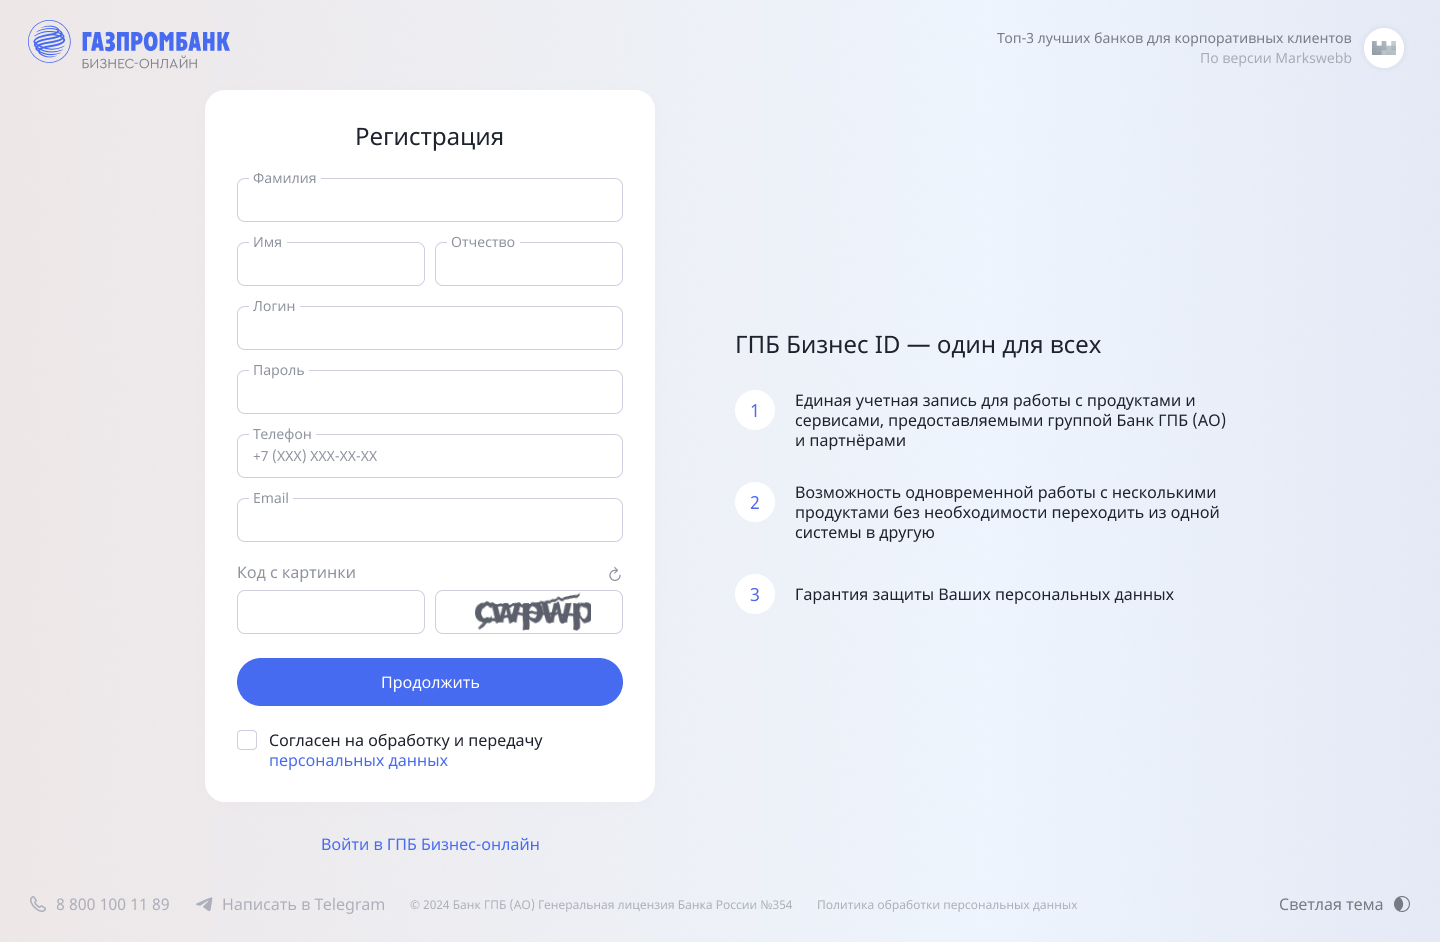 ГАЗПРОМБАНК
БИЗНЕС-ОНЛАЙН
Топ-3 лучших банков для корпоративных клиентов
По версии Markswebb
Регистрация
Фамилия
Имя
Отчество
Логин
Пароль
Телефон
+7 (XXX) XXX-XX-XX
Email
Код с картинки
Продолжить
Согласен на обработку и передачу
персональных данных
Войти в ГПБ Бизнес-онлайн
ГПБ Бизнес ID — один для всех
1
Единая учетная запись для работы с продуктами и
сервисами, предоставляемыми группой Банк ГПБ (АО)
и партнёрами
2
Возможность одновременной работы с несколькими
продуктами без необходимости переходить из одной
системы в другую
3
Гарантия защиты Ваших персональных данных
8 800 100 11 89
Написать в Telegram
© 2024 Банк ГПБ (АО) Генеральная лицензия Банка России №354
Политика обработки персональных данных
Светлая тема